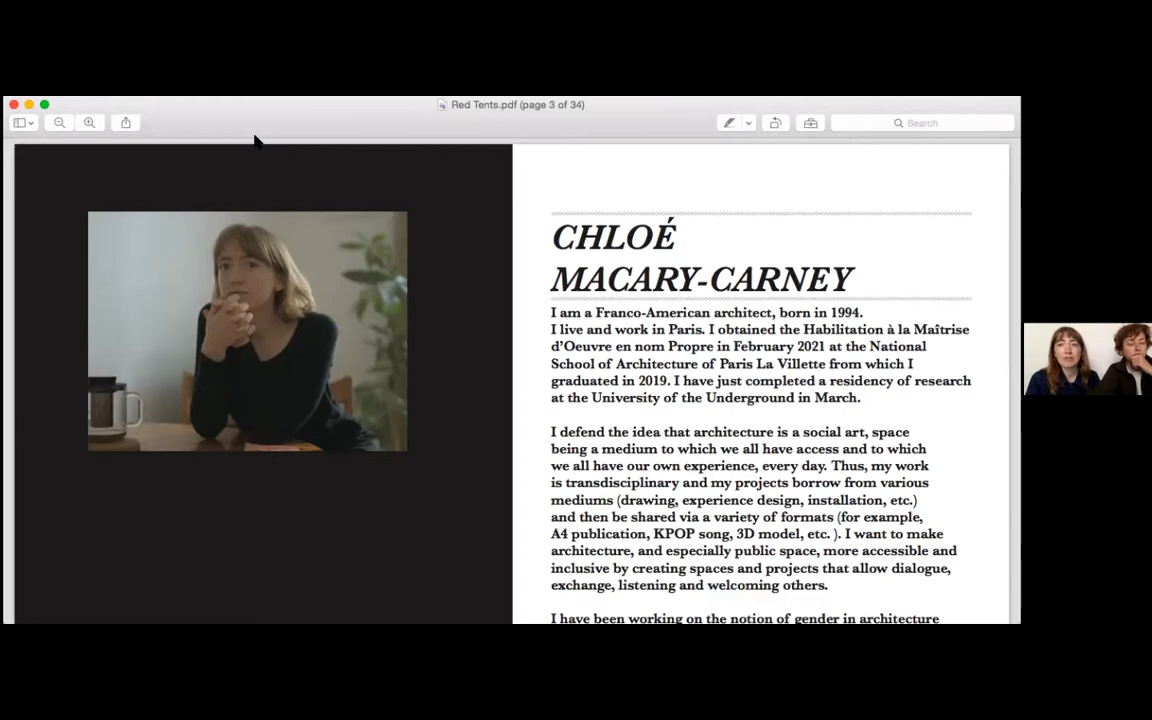 Red Tents.pdf (page 3 of 34)
Search
CHLOÉ
MACARY-CARNEY
I am a Franco-American architect, born in 1994.
I live and work in Paris. I obtained the Habilitation à la Maîtrise
d'Oeuvre en nom Propre in February 2021 at the National
School of Architecture of Paris La Villette from which I
graduated in 2019. I have just completed a residency of research
at the University of the Underground in March.
I defend the idea that architecture is a social art, space
being a medium to which we all have access and to which
we all have our own experience, every day. Thus, my work
is transdisciplinary and my projects borrow from various
mediums (drawing, experience design, installation, etc.)
and then be shared via a variety of formats (for example,
A4 publication, KPOP song, 3D model, etc. ). I want to make
architecture, and especially public space, more accessible and
inclusive by creating spaces and projects that allow dialogue,
exchange, listening and welcoming others.
I have been working on the notion of gender in architecture